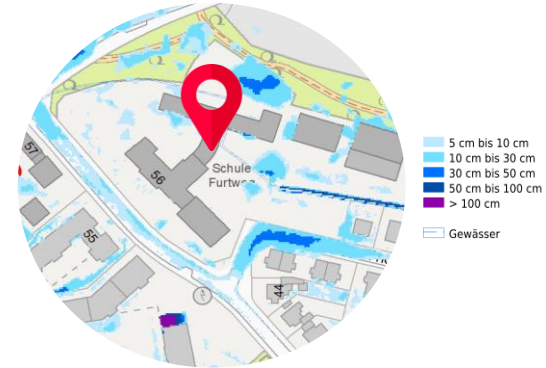 57
56
Schule
Furtweg
55
44
5 cm bis 10 cm
10 cm bis 30 cm
30 cm bis 50 cm
50 cm bis 100 cm
> 100 cm
Gewässer